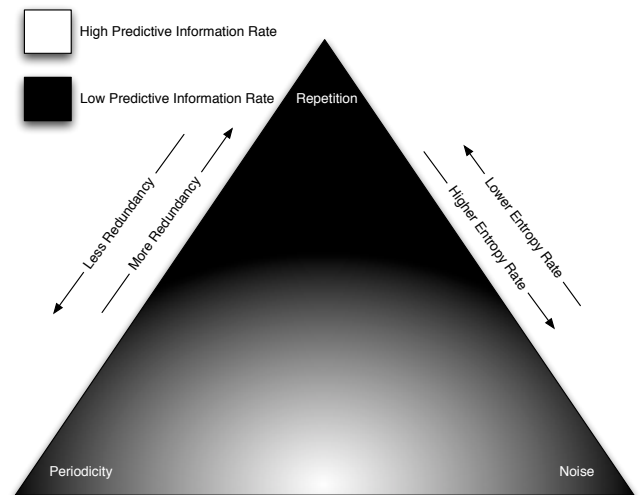 High Predictive Information Rate
Low Predictive Information Rate
Repetition
Less Redundancy
More Redundancy
Lower Entropy Rate
Higher Entropy Rate
Periodicity
Noise